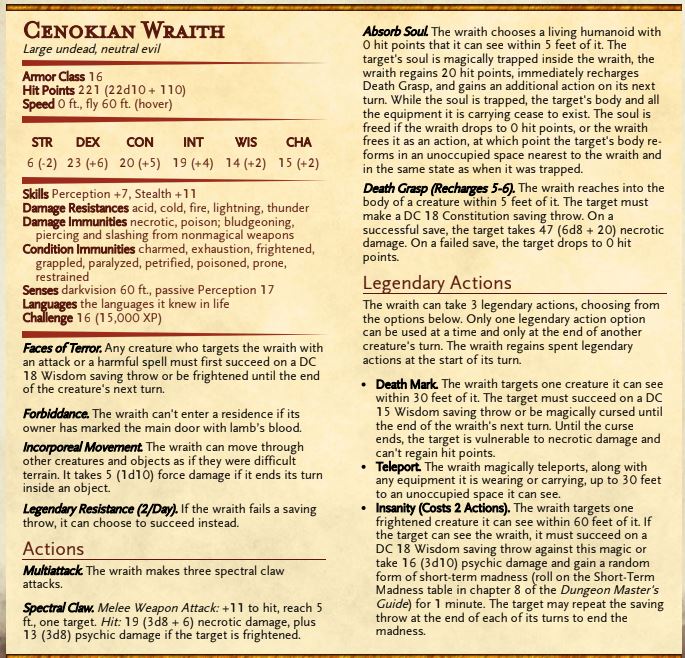 Cenokian Wraith
Large undead, neutral evil
Armor Class 16
Hit Points 221 (22d10 + 110)
Speed 0 ft., fly 60 ft. (hover)
STR DEX CON INT WIS CHA
6 (-2) 23 (+6) 20 (+5) 19 (+4) 14 (+2) 15 (+2)
Skills Perception +7, Stealth +11
Damage Resistances acid, cold, fire, lightning, thunder
Damage Immunities necrotic, poison; bludgeoning,
piercing and slashing from nonmagical weapons
Condition Immunities charmed, exhaustion, frightened,
grappled, paralyzed, petrified, poisoned, prone,
restrained
Senses darkvision 60 ft., passive Perception 17
Languages the languages it knew in life
Challenge 16 (15,000 XP)
Faces of Terror. Any creature who targets the wraith with
an attack or a harmful spell must first succeed on a DC
18 Wisdom saving throw or be frightened until the end
of the creature's next turn.
Forbiddance. The wraith can't enter a residence if its
owner has marked the main door with lamb's blood.
Incorporeal Movement. The wraith can move through
other creatures and objects as if they were difficult
terrain. It takes 5 (1d10) force damage if it ends its turn
inside an object.
Legendary Resistance (2/Day). If the wraith fails a saving
throw, it can choose to succeed instead.
Actions
Multiattack. The wraith makes three spectral claw
attacks.
Spectral Claw. Melee Weapon Attack: +11 to hit, reach 5
ft., one target. Hit: 19 (3d8 + 6) necrotic damage, plus
13 (3d8) psychic damage if the target is frightened.
Absorb Soul. The wraith chooses a living humanoid with
0 hit points that it can see within 5 feet of it. The
target's soul is magically trapped inside the wraith, the
wraith regains 20 hit points, immediately recharges
Death Grasp, and gains an additional action on its next
turn. While the soul is trapped, the target's body and all
the equipment it is carrying cease to exist. The soul is
freed if the wraith drops to 0 hit points, or the wraith
frees it as an action, at which point the target's body re-
forms in an unoccupied space nearest to the wraith and
in the same state as when it was trapped.
Death Grasp (Recharges 5-6). The wraith reaches into the
body of a creature within 5 feet of it. The target must
make a DC 18 Constitution saving throw. On a
successful save, the target takes 47 (6d8 + 20) necrotic
damage. On a failed save, the target drops to 0 hit
points.
Legendary Actions
The wraith can take 3 legendary actions, choosing from
the options below. Only one legendary action option
can be used at a time and only at the end of another
creature's turn. The wraith regains spent legendary
actions at the start of its turn.
• Death Mark. The wraith targets one creature it can see
within 30 feet of it. The target must succeed on a DC
15 Wisdom saving throw or be magically cursed until
the end of the wraith's next turn. Until the curse
ends, the target is vulnerable to necrotic damage and
can't regain hit points.
• Teleport. The wraith magically teleports, along with
any equipment it is wearing or carrying, up to 30 feet
to an unoccupied space it can see.
• Insanity (Costs 2 Actions). The wraith targets one
frightened creature it can see within 60 feet of it. If
the target can see the wraith, it must succeed on a
DC 18 Wisdom saving throw against this magic or
take 16 (3d10) psychic damage and gain a random
form of short-term madness (roll on the Short-Term
Madness table in chapter 8 of the Dungeon Master's
Guide) for 1 minute. The target may repeat the saving
throw at the end of each of its turns to end the
madness.